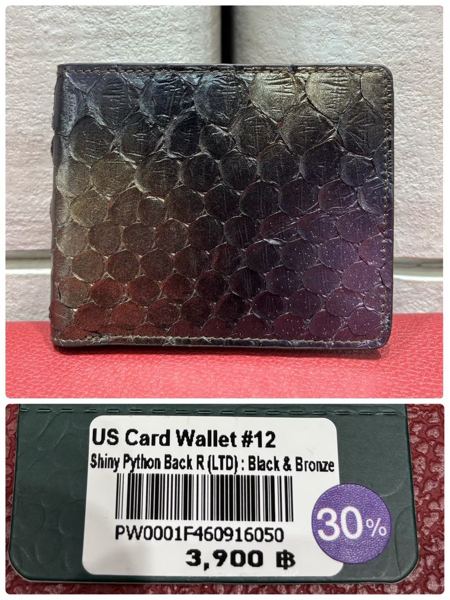 US Card Wallet #12
Shiny Python Back R (LTD) : Black & Bronze
PW0001F460916050
3,900 ฿
30%